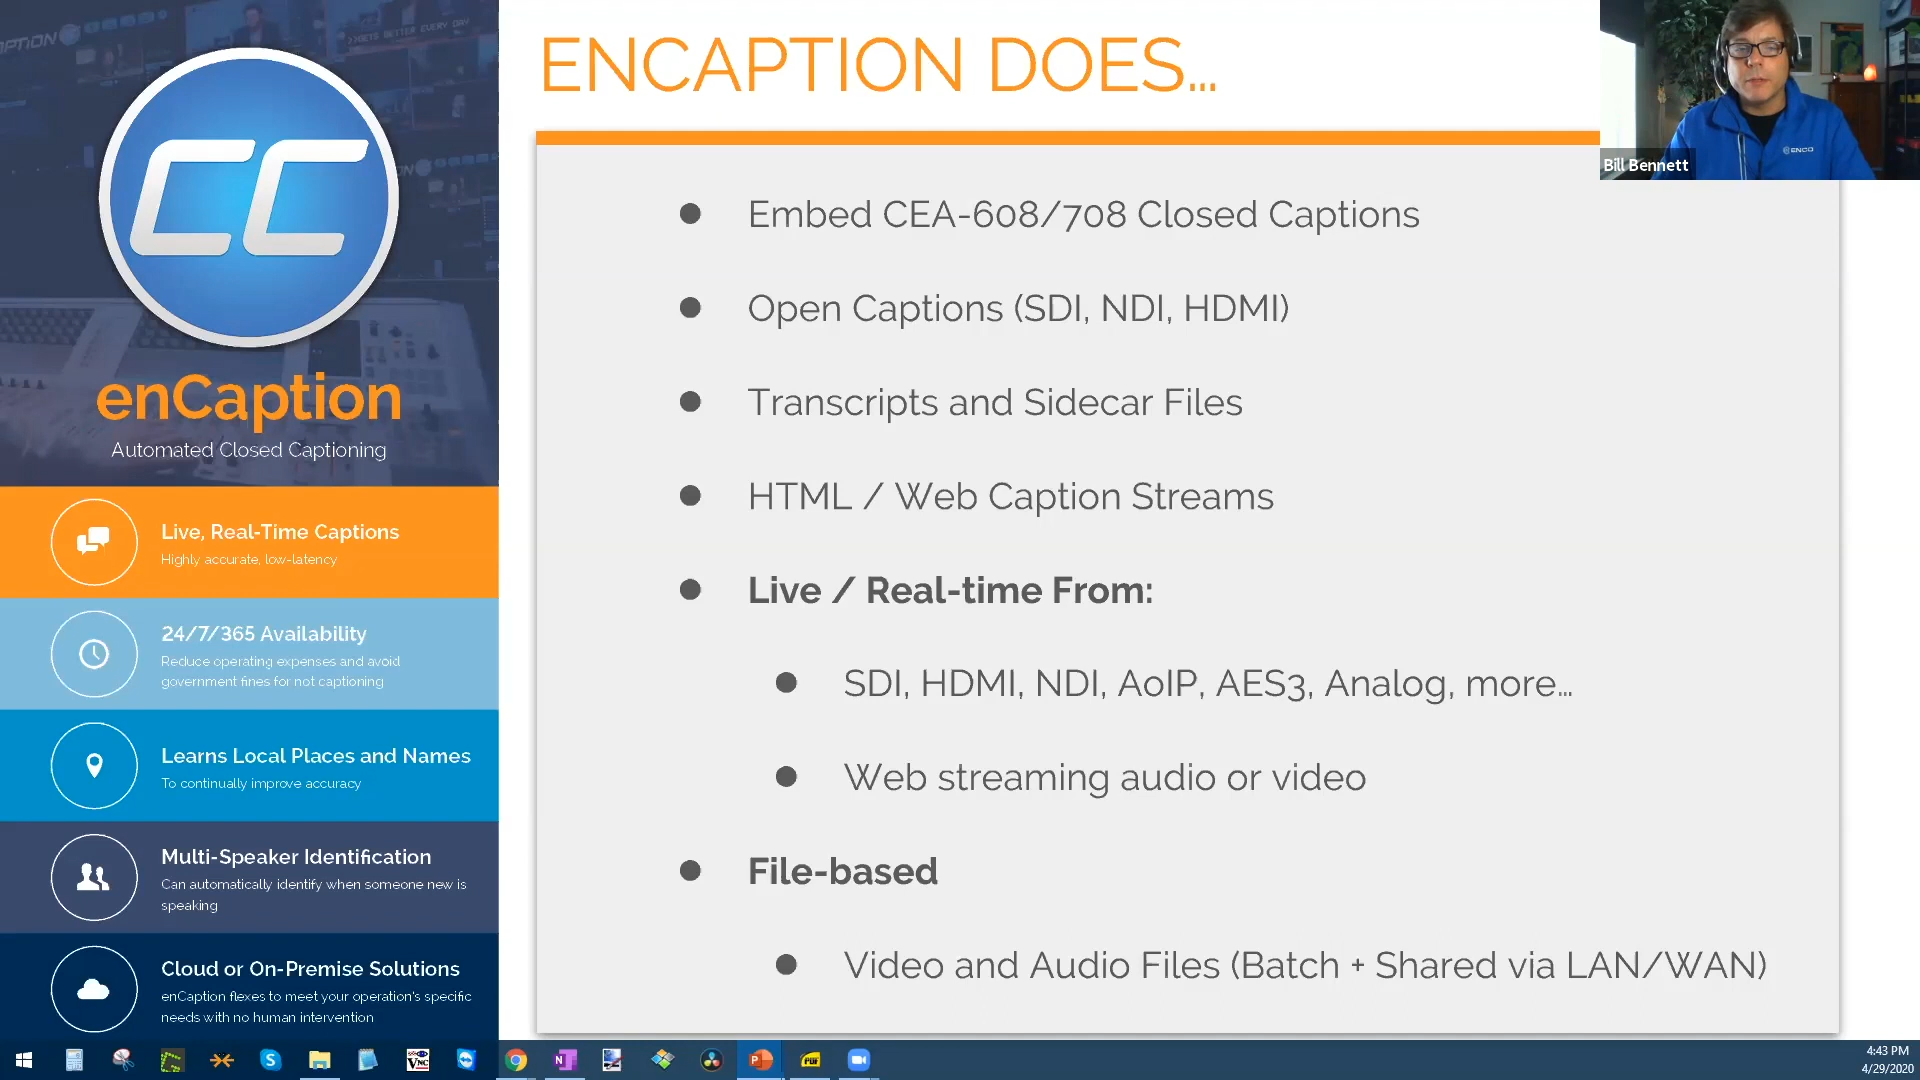 CC
enCaption
Automated Closed Captioning
Live, Real-Time Captions
Highly accurate, low-latency
24/7/365 Availability
Reduce operating expenses and avoid
government fines for not captioning
Learns Local Places and Names
To continually improve accuracy
Multi-Speaker Identification
Can automatically identify when someone new is
speaking
Cloud or On-Premise Solutions
enCaption flexes to meet your operation's specific
needs with no human intervention
ENCAPTION DOES...
Embed CEA-608/708 Closed Captions
Open Captions (SDI, NDI, HDMI)
Transcripts and Sidecar Files
HTML / Web Caption Streams
Live / Real-time From:
SDI, HDMI, NDI, AoIP, AES3, Analog, more...
Web streaming audio or video
File-based
Video and Audio Files (Batch + Shared via LAN/WAN)
ENCO
Bill Bennett
4:43 PM
4/29/2020